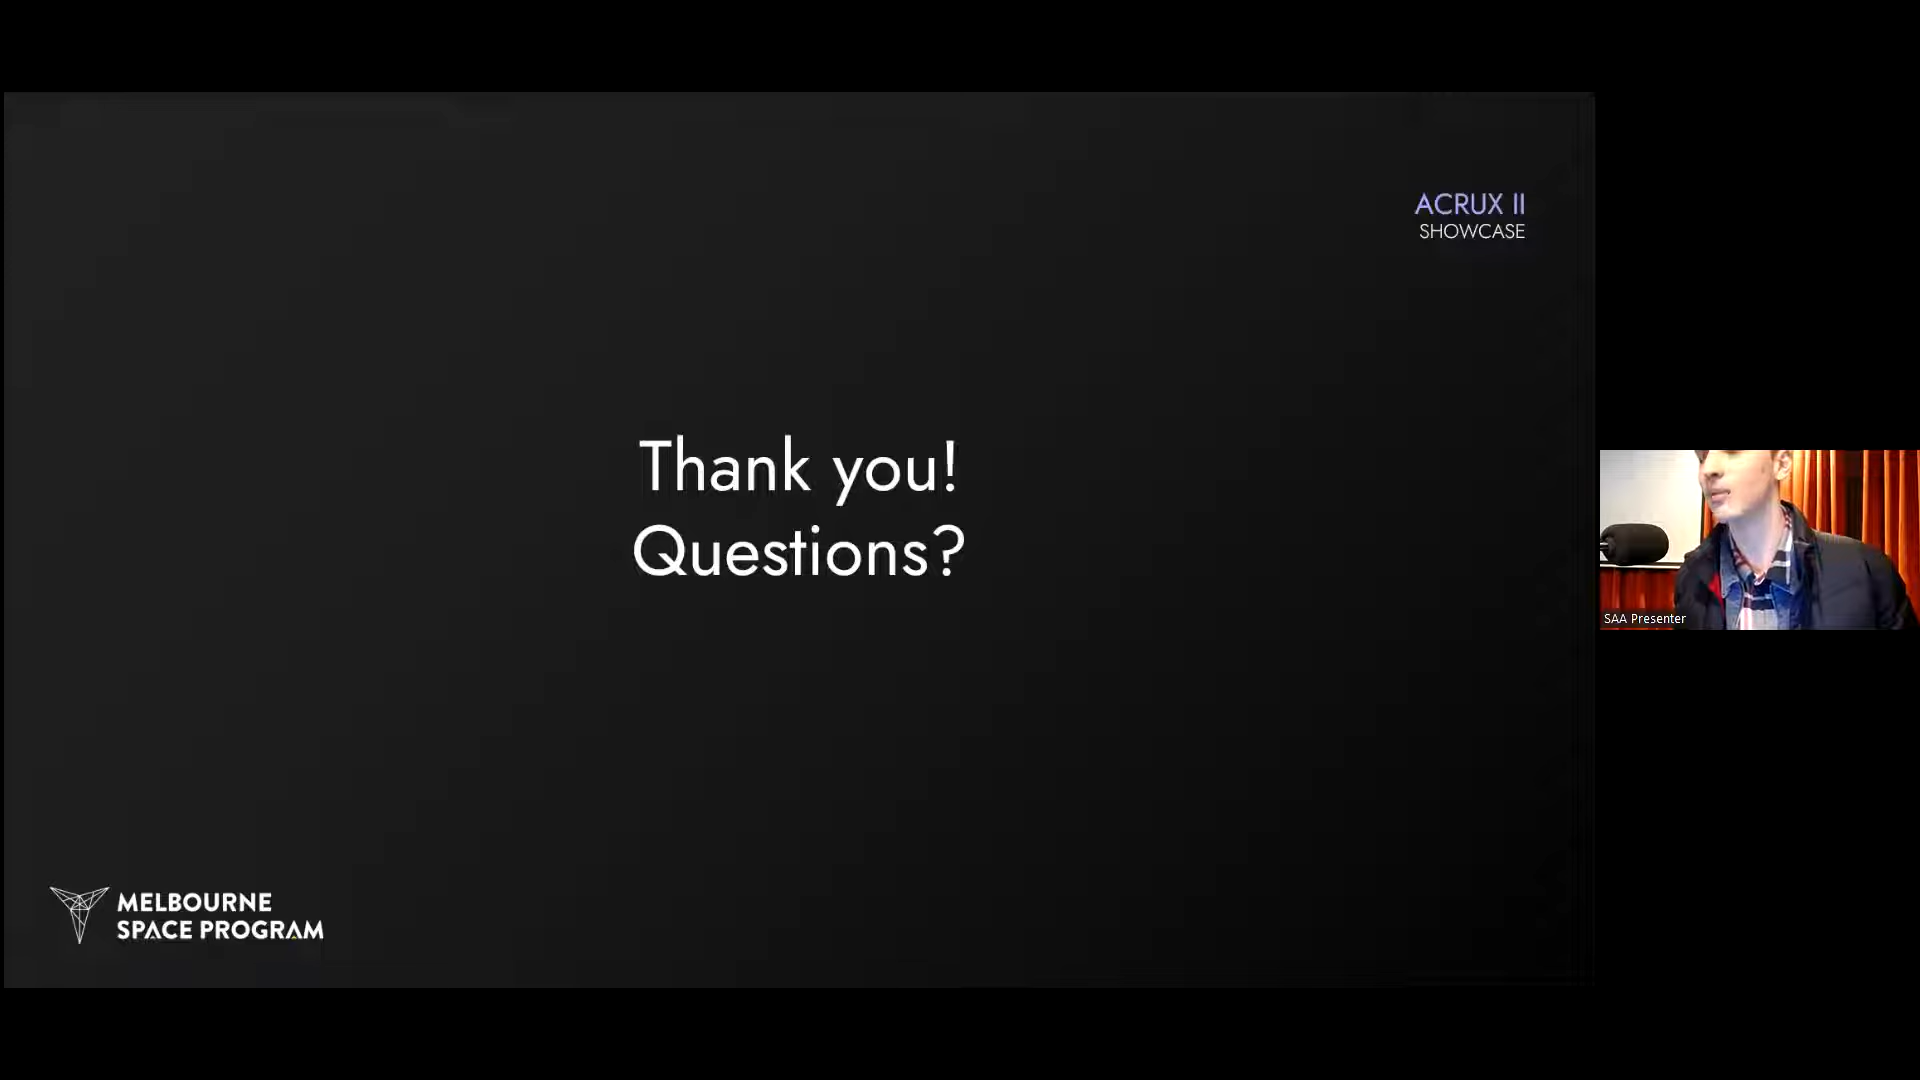 ACRUX II
SHOWCASE
Thank you!
Questions?
SAA Presenter
MELBOURNE
SPACE PROGRAM